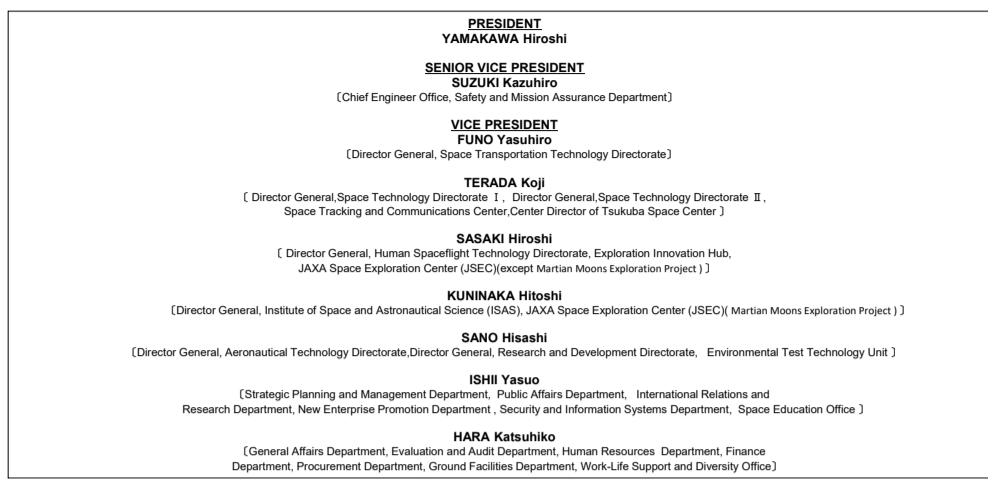 PRESIDENT
YAMAKAWA Hiroshi
SENIOR VICE PRESIDENT
SUZUKI Kazuhiro
〔Chief Engineer Office, Safety and Mission Assurance Department〕
VICE PRESIDENT
FUNO Yasuhiro
〔Director General, Space Transportation Technology Directorate〕
TERADA Koji
〔 Director General,Space Technology Directorate Ⅰ, Director General,Space Technology Directorate Ⅱ,
Space Tracking and Communications Center,Center Director of Tsukuba Space Center 〕
SASAKI Hiroshi
〔 Director General, Human Spaceflight Technology Directorate, Exploration Innovation Hub,
JAXA Space Exploration Center (JSEC)(except Martian Moons Exploration Project ) 〕
KUNINAKA Hitoshi
〔Director General, Institute of Space and Astronautical Science (ISAS), JAXA Space Exploration Center (JSEC)( Martian Moons Exploration Project ) 〕
SANO Hisashi
〔Director General, Aeronautical Technology Directorate,Director General, Research and Development Directorate, Environmental Test Technology Unit 〕
ISHII Yasuo
〔Strategic Planning and Management Department, Public Affairs Department, International Relations and
Research Department, New Enterprise Promotion Department , Security and Information Systems Department, Space Education Office 〕
HARA Katsuhiko
〔General Affairs Department, Evaluation and Audit Department, Human Resources Department, Finance
Department, Procurement Department, Ground Facilities Department, Work-Life Support and Diversity Office〕